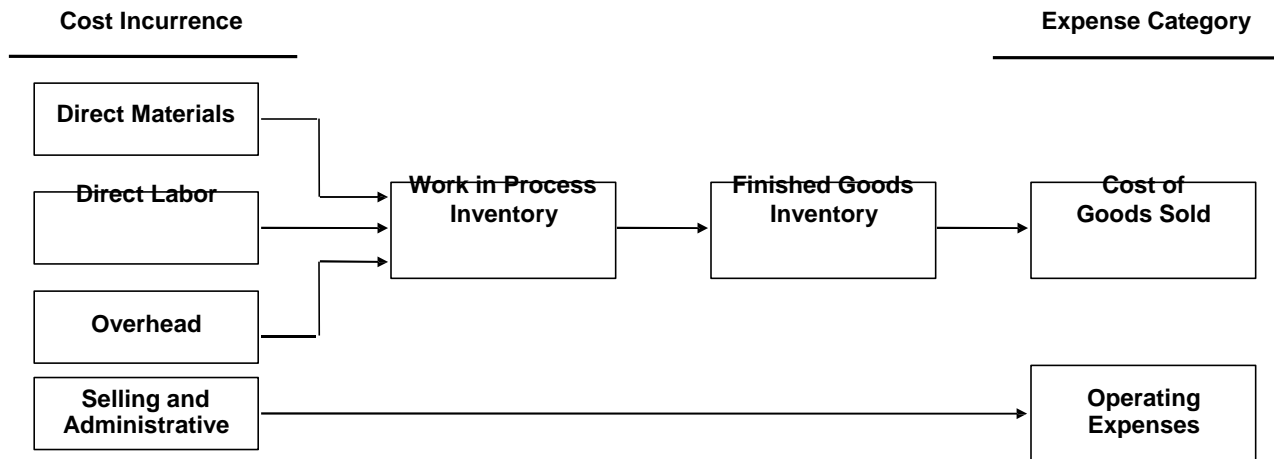 Cost Incurrence
Expense Category
Direct Materials
Direct Labor
Work in Process
Inventory
Finished Goods
Inventory
Cost of
Goods Sold
Overhead
Selling and
Administrative
Operating
Expenses